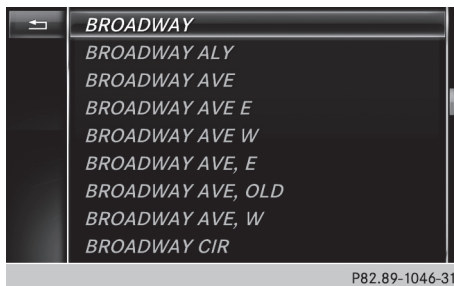 BROADWAY
BROADWAY ALY
BROADWAY AVE
BROADWAY AVE E
BROADWAY AVE W
BROADWAY AVE, E
BROADWAY AVE, OLD
BROADWAY AVE, W
BROADWAY CIR
P82.89-1046-31